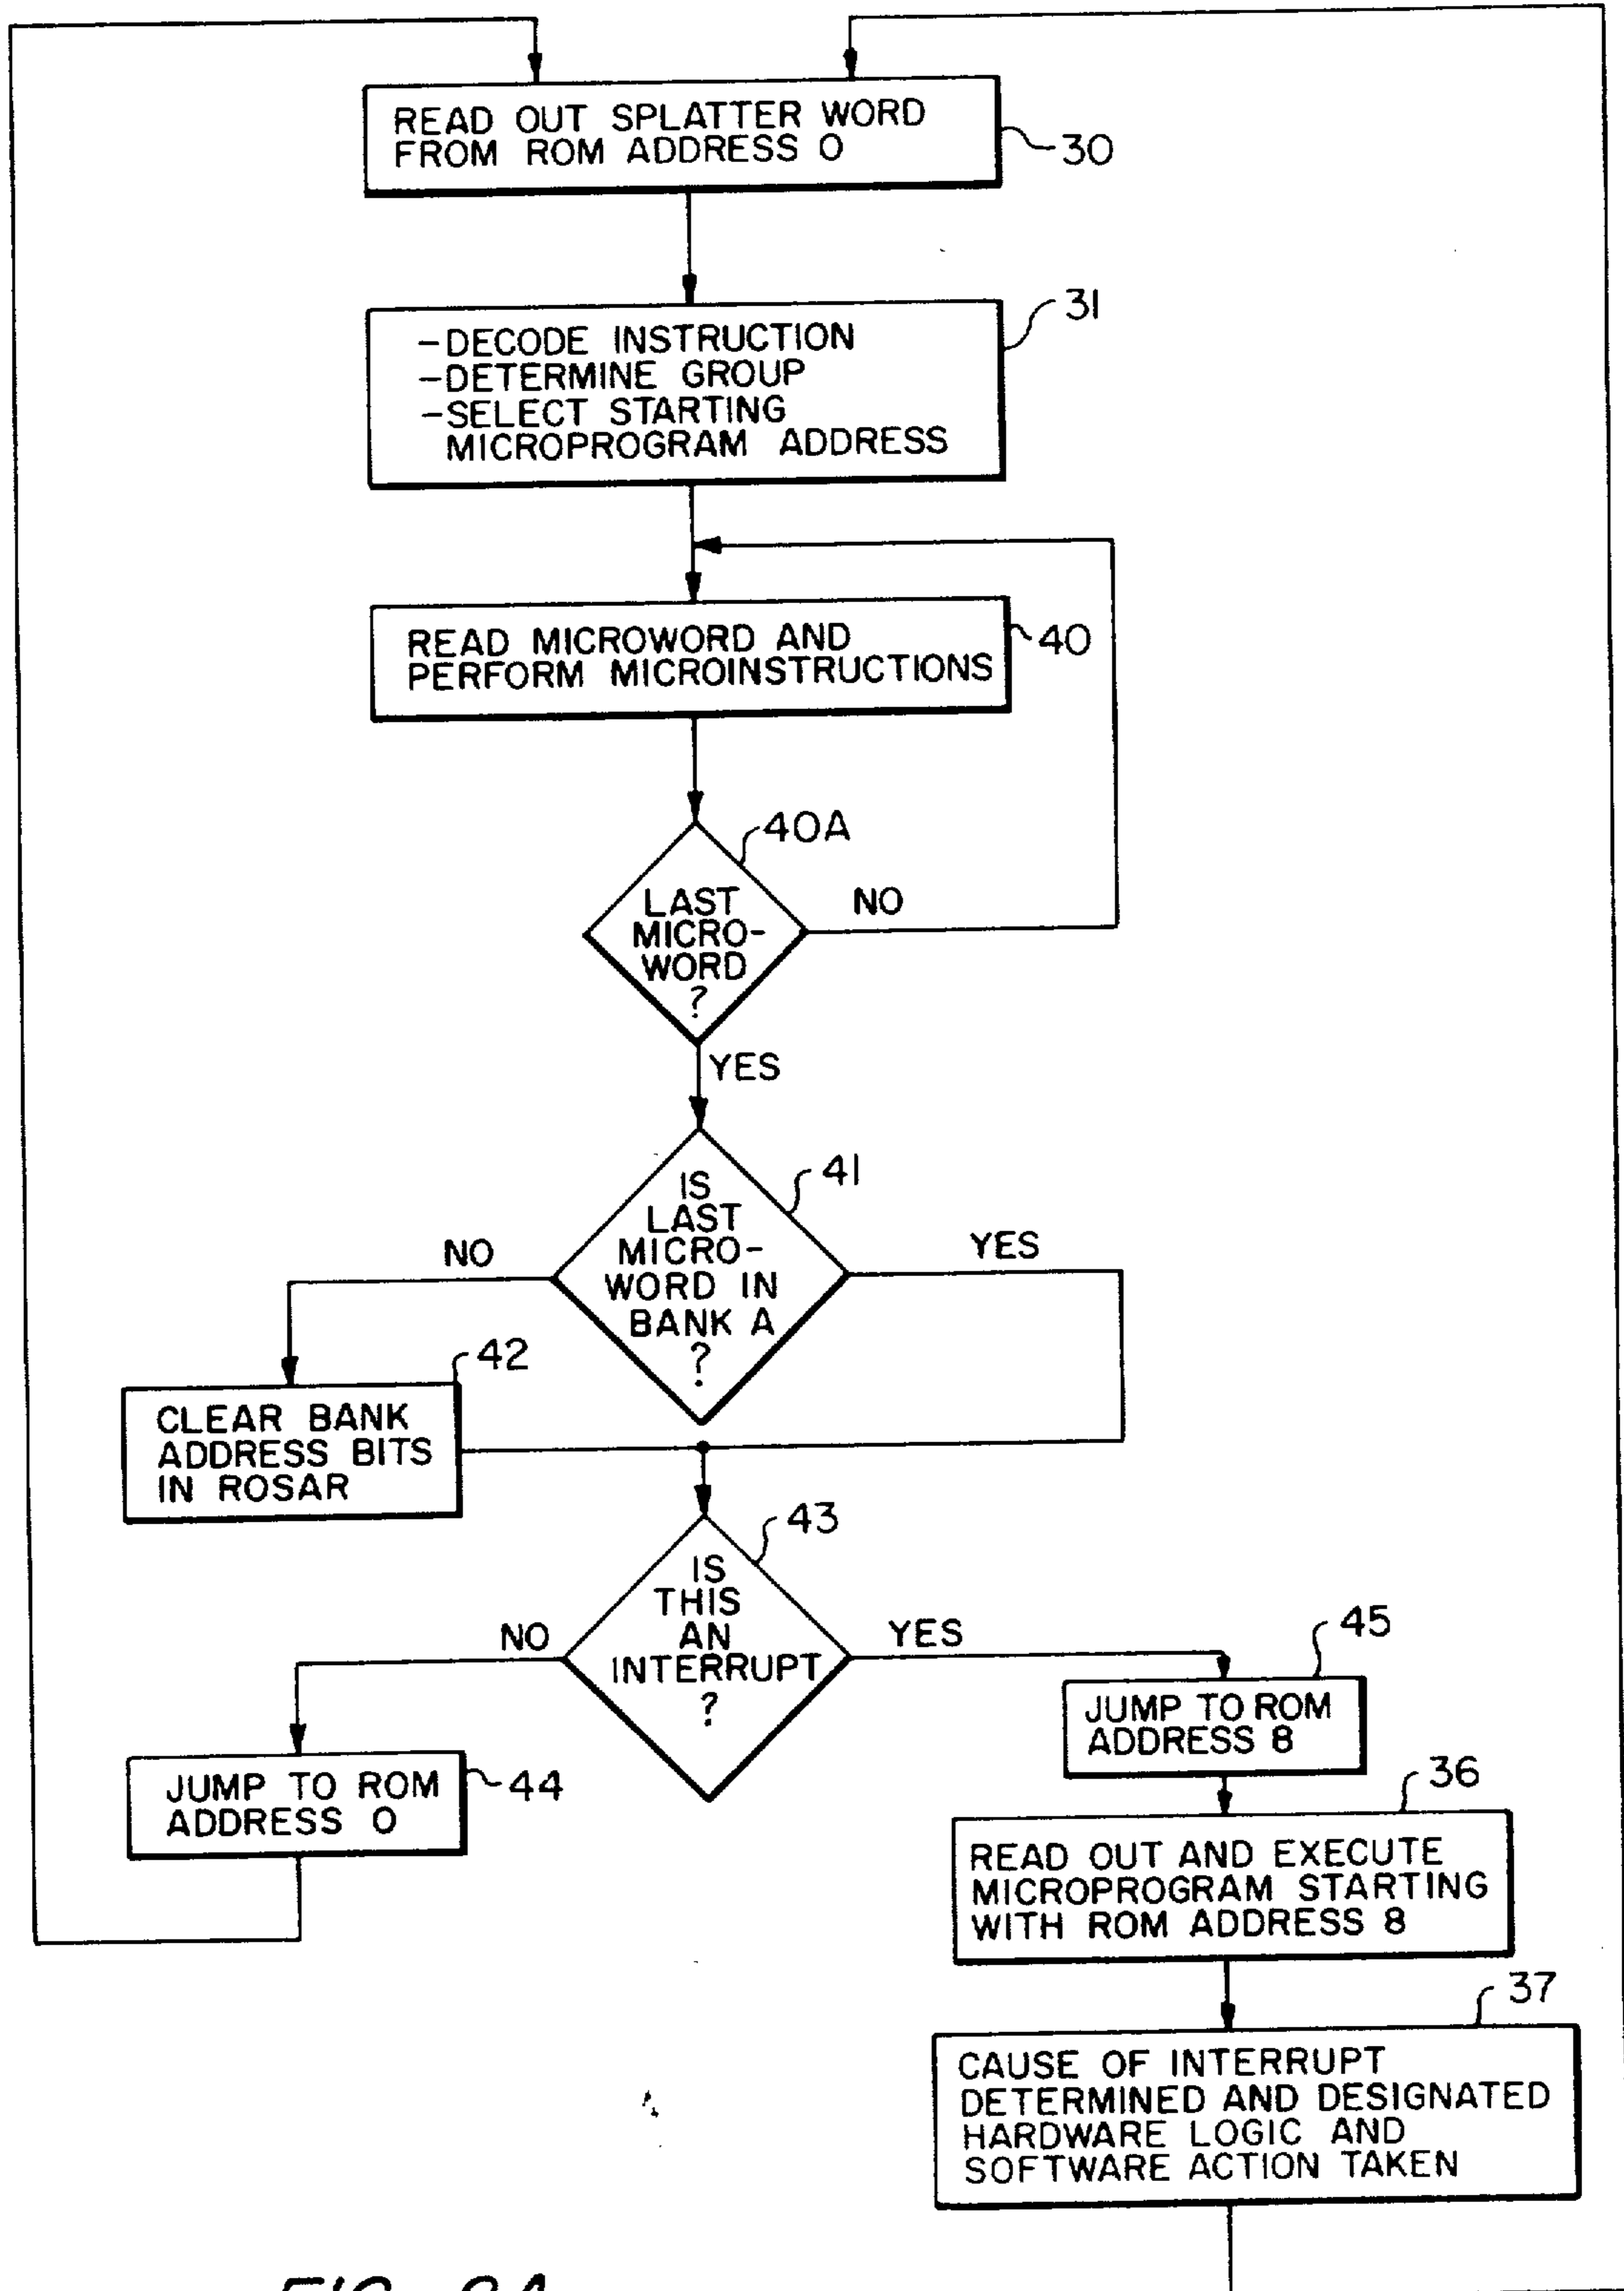 READ OUT SPLATTER WORD
FROM ROM ADDRESS 0
30
-DECODE INSTRUCTION
-DETERMINE GROUP
-SELECT STARTING
MICROPROGRAM ADDRESS
31
READ MICROWORD AND
PERFORM MICROINSTRUCTIONS
40
40A
LAST
MICRO-
WORD
?
NO
YES
41
IS
LAST
MICRO-
WORD IN
BANK A
?
NO
YES
42
CLEAR BANK
ADDRESS BITS
IN ROSAR
43
IS
THIS
AN
INTERRUPT
?
NO
YES
45
JUMP TO ROM
ADDRESS 8
JUMP TO ROM
ADDRESS 0
44
36
READ OUT AND EXECUTE
MICROPROGRAM STARTING
WITH ROM ADDRESS 8
37
CAUSE OF INTERRUPT
DETERMINED AND DESIGNATED
HARDWARE LOGIC AND
SOFTWARE ACTION TAKEN